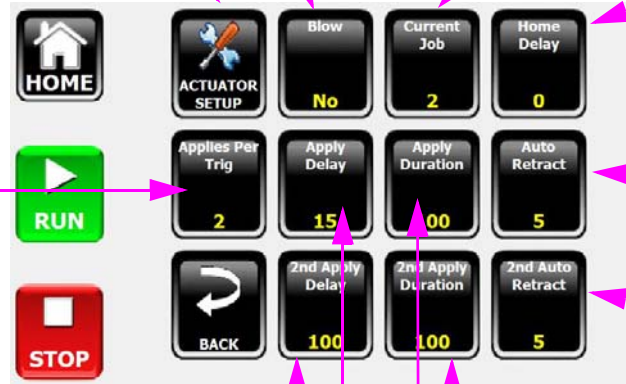 HOME
ACTUATOR
SETUP
Blow
No
Current
Job
2
Home
Delay
0
RUN
Applies Per
Trig
2
Apply
Delay
15
Apply
Duration
Auto
Retract
5
STOP
BACK
2nd Apply
Delay
100
2nd Apply
Duration
100
2nd Auto
Retract
5